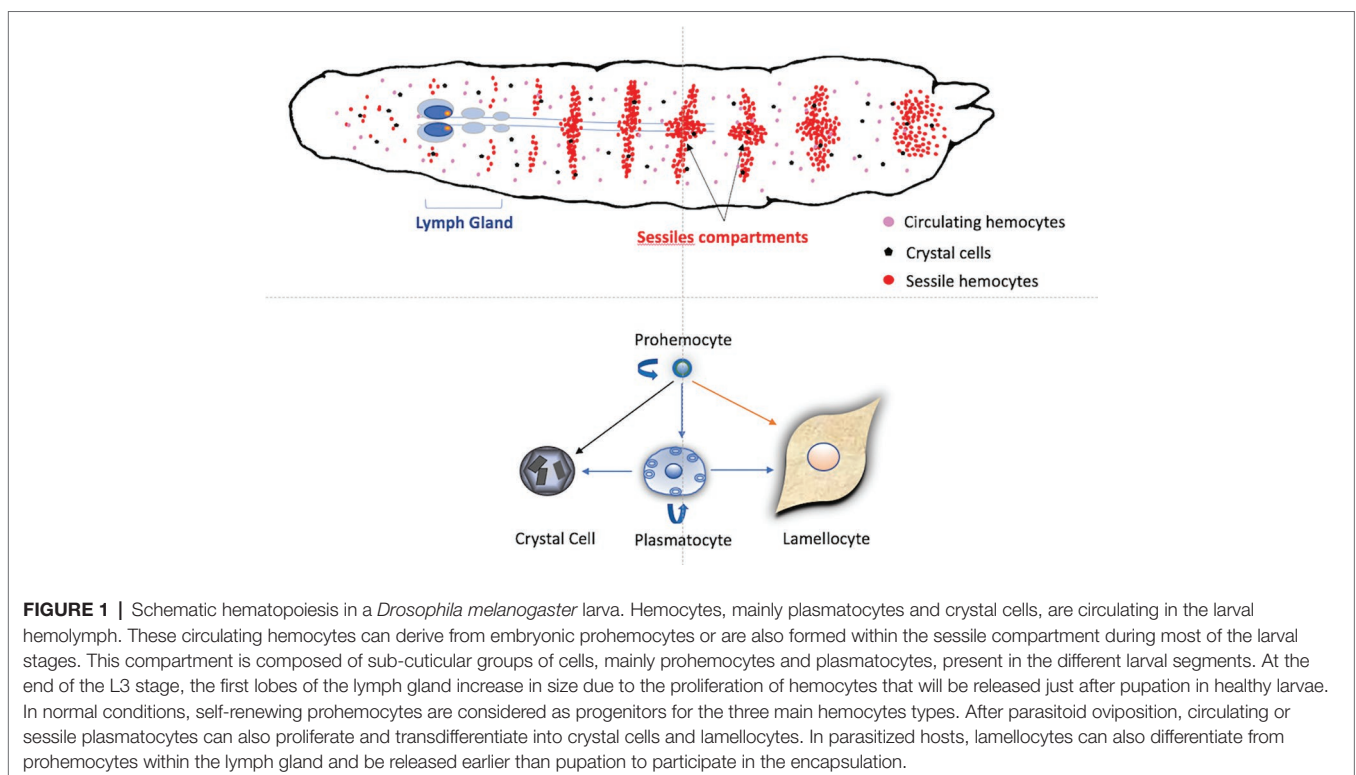 Lymph Gland
Sessiles compartments
Circulating hemocytes
Crystal cells
Sessile hemocytes
Prohemocyte
Crystal Cell
Plasmatocyte
Lamellocyte
FIGURE 1 | Schematic hematopoiesis in a Drosophila melanogaster larva. Hemocytes, mainly plasmatocytes and crystal cells, are circulating in the larval
hemolymph. These circulating hemocytes can derive from embryonic prohemocytes or are also formed within the sessile compartment during most of the larval
stages. This compartment is composed of sub-cuticular groups of cells, mainly prohemocytes and plasmatocytes, present in the different larval segments. At the
end of the L3 stage, the first lobes of the lymph gland increase in size due to the proliferation of hemocytes that will be released just after pupation in healthy larvae.
In normal conditions, self-renewing prohemocytes are considered as progenitors for the three main hemocytes types. After parasitoid oviposition, circulating or
sessile plasmatocytes can also proliferate and transdifferentiate into crystal cells and lamellocytes. In parasitized hosts, lamellocytes can also differentiate from
prohemocytes within the lymph gland and be released earlier than pupation to participate in the encapsulation.